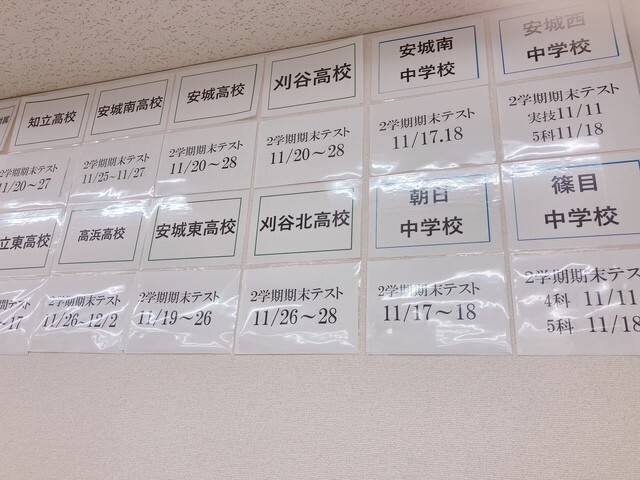 知立高校
2学期期末テスト
11/20～27
安城南高校
2学期期末テスト
11/25～11/27
安城高校
2学期期末テスト
11/20～28
刈谷高校
2学期期末テスト
11/20～28
安城南
中学校
2学期期末テスト
11/17.18
安城西
中学校
2学期期末テスト
実技11/11
5科11/18
立東高校
間テスト
～17
高浜高校
2学期期末テスト
11/26～12/2
安城東高校
2学期期末テスト
11/19～26
刈谷北高校
2学期期末テスト
11/26～28
朝日
中学校
2学期期末テスト
11/17～18
篠目
中学校
2学期期末テスト
4科 11/11
5科 11/18